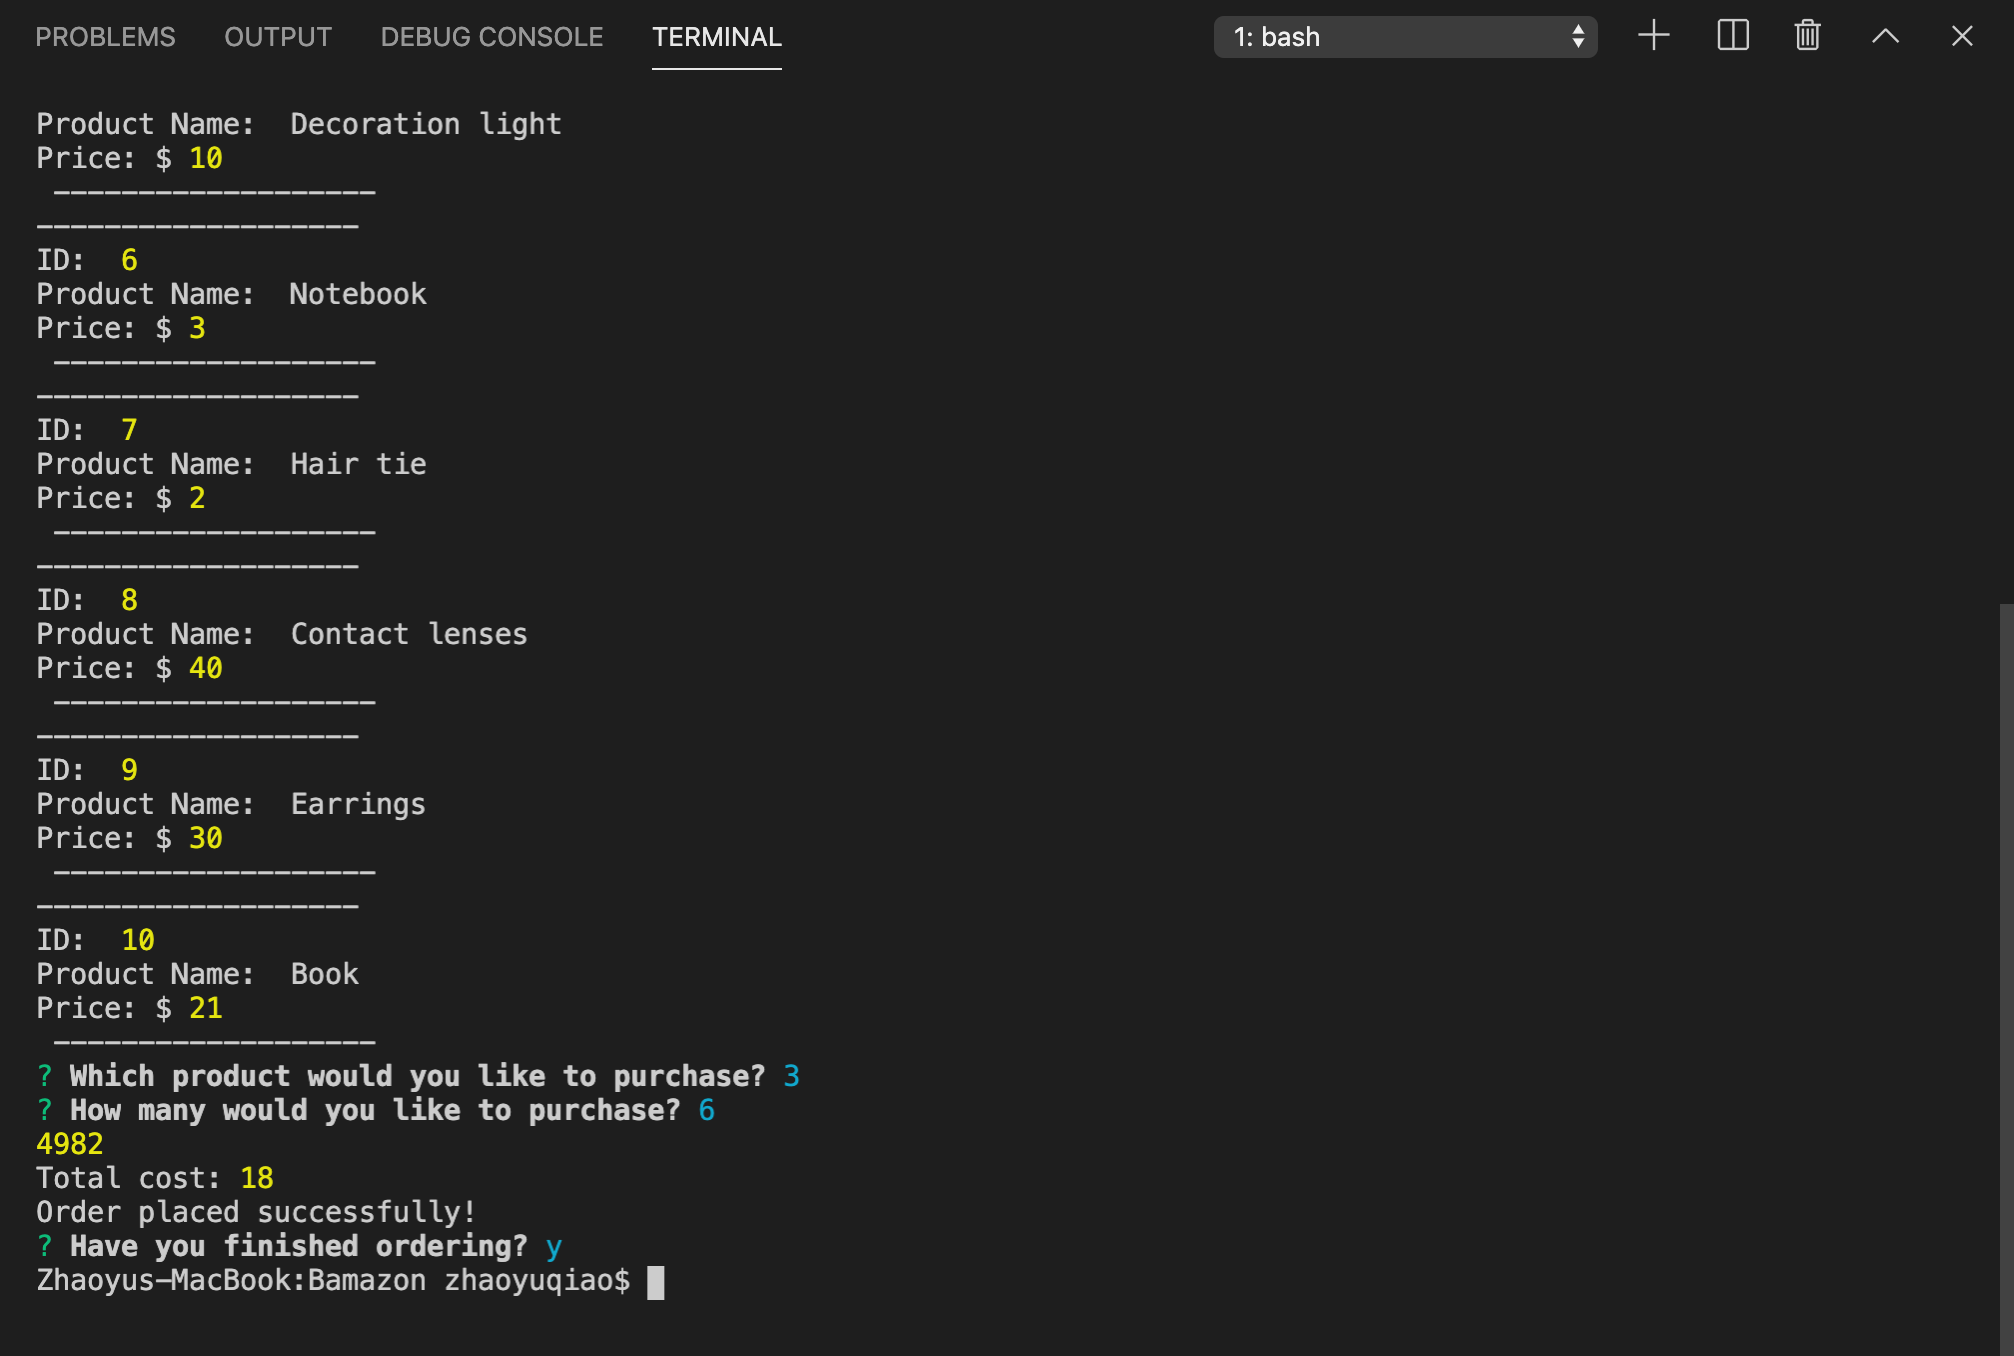 PROBLEMS OUTPUT DEBUG CONSOLE TERMINAL 1: bash
Product Name:  Decoration light
Price: $ 10
 -------------------
-------------------
ID:  6
Product Name:  Notebook
Price: $ 3
 -------------------
-------------------
ID:  7
Product Name:  Hair tie
Price: $ 2
 -------------------
-------------------
ID:  8
Product Name:  Contact lenses
Price: $ 40
 -------------------
-------------------
ID:  9
Product Name:  Earrings
Price: $ 30
 -------------------
-------------------
ID:  10
Product Name:  Book
Price: $ 21
 -------------------
? Which product would you like to purchase? 3
? How many would you like to purchase? 6
4982
Total cost: 18
Order placed successfully!
? Have you finished ordering? y
Zhaoyus-MacBook:Bamazon zhaoyuqiao$